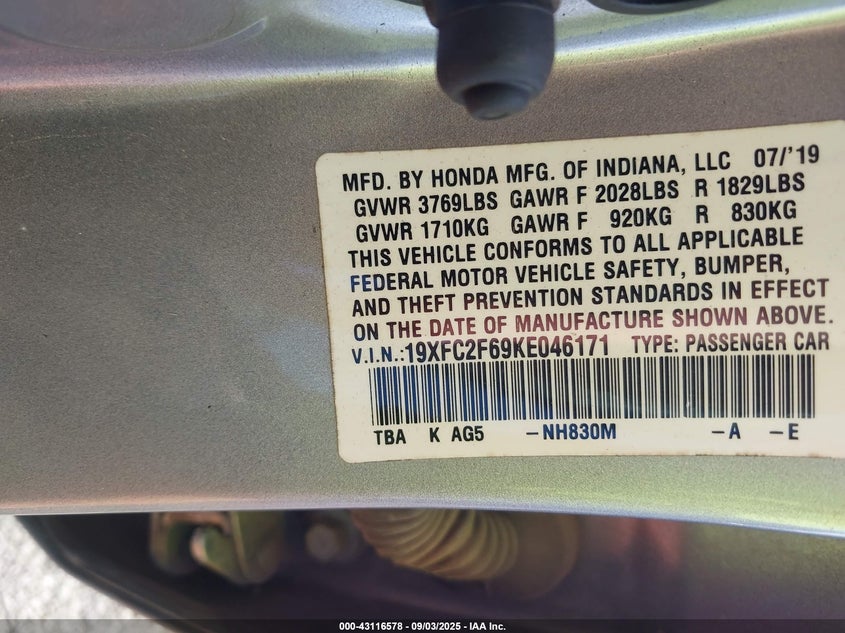 MFD. BY HONDA MFG. OF INDIANA, LLC 07/'19
GVWR 3769LBS GAWR F 2028LBS R 1829LBS
GVWR 1710KG GAWR F 920KG R 830KG
THIS VEHICLE CONFORMS TO ALL APPLICABLE
FEDERAL MOTOR VEHICLE SAFETY, BUMPER,
AND THEFT PREVENTION STANDARDS IN EFFECT
ON THE DATE OF MANUFACTURE SHOWN ABOVE.
V.I.N.:19XFC2F69KE046171 TYPE: PASSENGER CAR
TBA K AG5 -NH830M -A -E
000-43116578 - 09/03/2025 - IAA Inc.